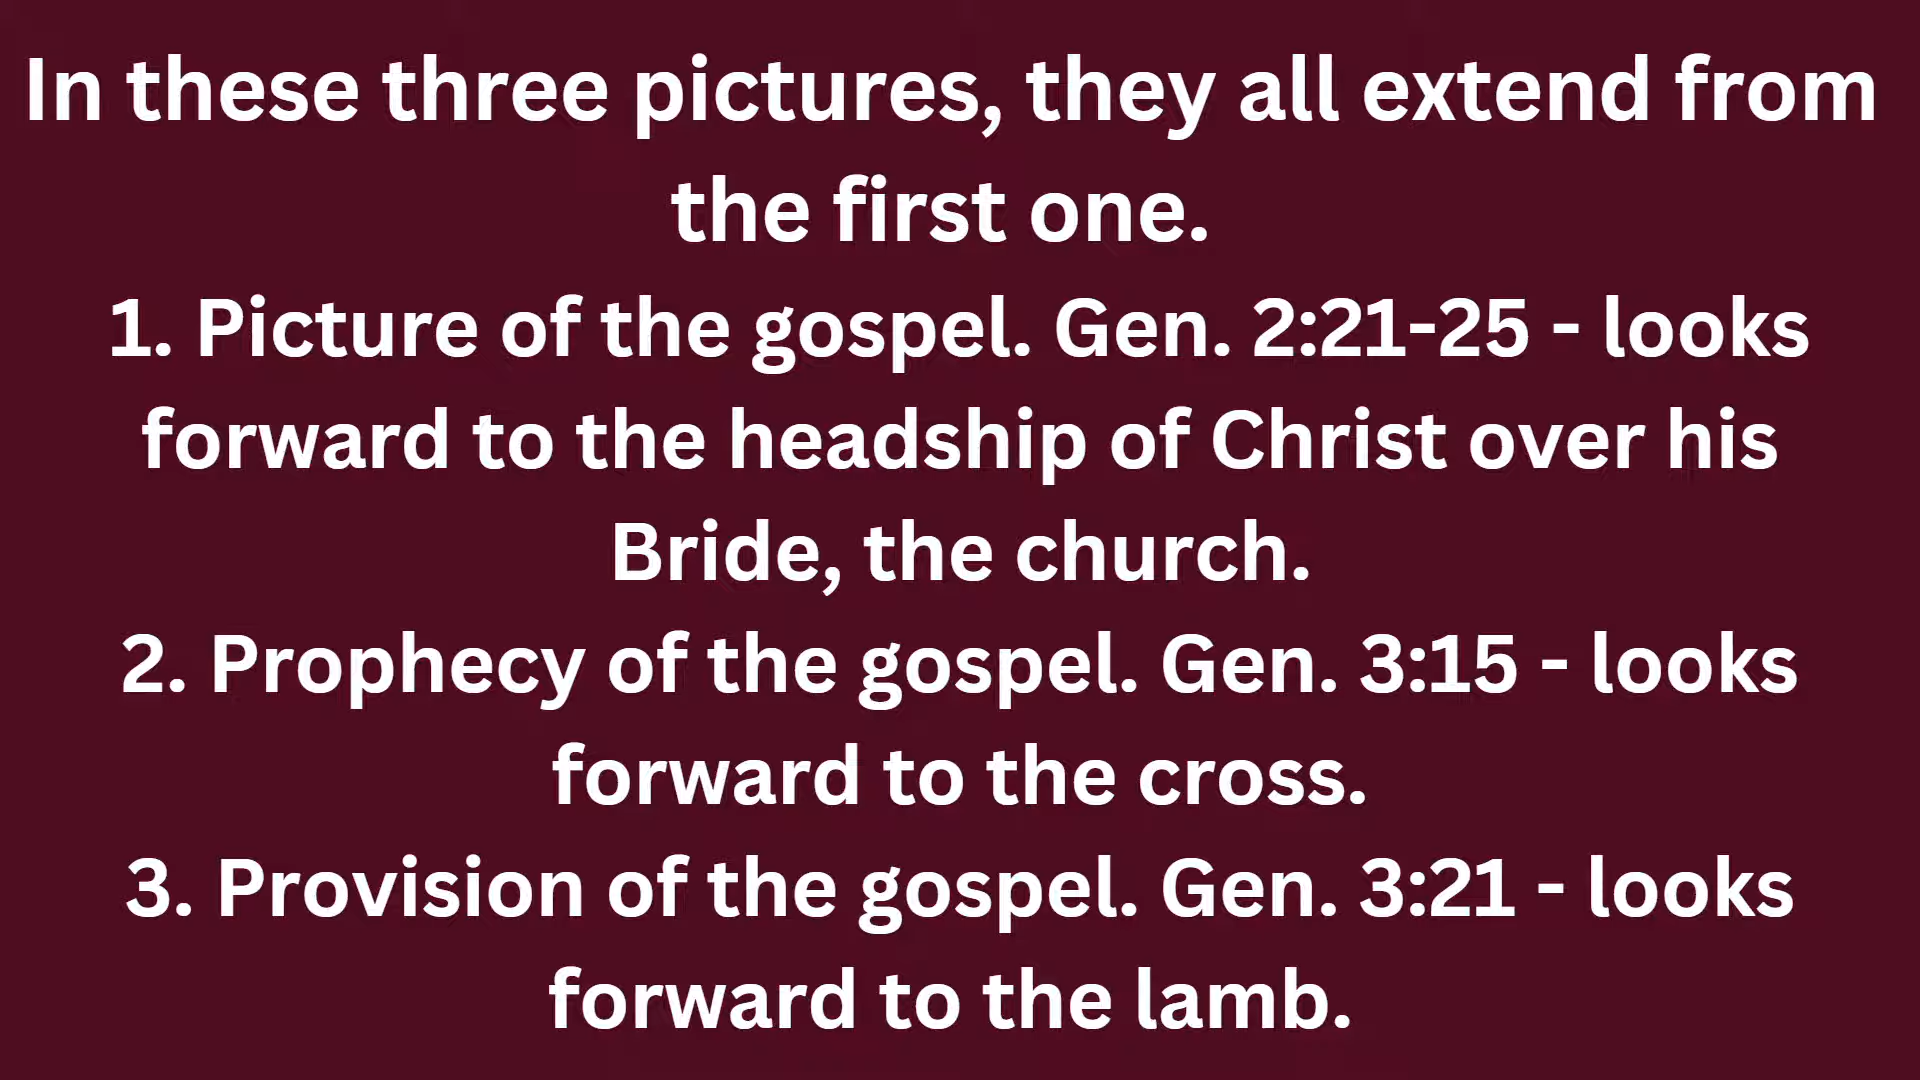 In these three pictures, they all extend from
the first one.
1. Picture of the gospel. Gen. 2:21-25 - looks
forward to the headship of Christ over his
Bride, the church.
2. Prophecy of the gospel. Gen. 3:15 - looks
forward to the cross.
3. Provision of the gospel. Gen. 3:21 - looks
forward to the lamb.